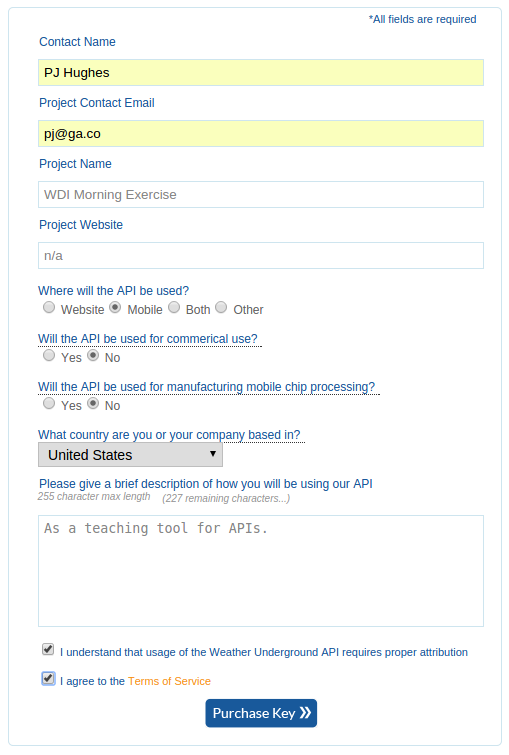 *All fields are required
Contact Name
PJ Hughes
Project Contact Email
pj@ga.co
Project Name
WDI Morning Exercise
Project Website
n/a
Where will the API be used?
Website Mobile Both Other
Will the API be used for commerical use?
Yes No
Will the API be used for manufacturing mobile chip processing?
Yes No
What country are you or your company based in?
United States
Please give a brief description of how you will be using our API
255 character max length (227 remaining characters...)
As a teaching tool for APIs.
I understand that usage of the Weather Underground API requires proper attribution
I agree to the Terms of Service
Purchase Key